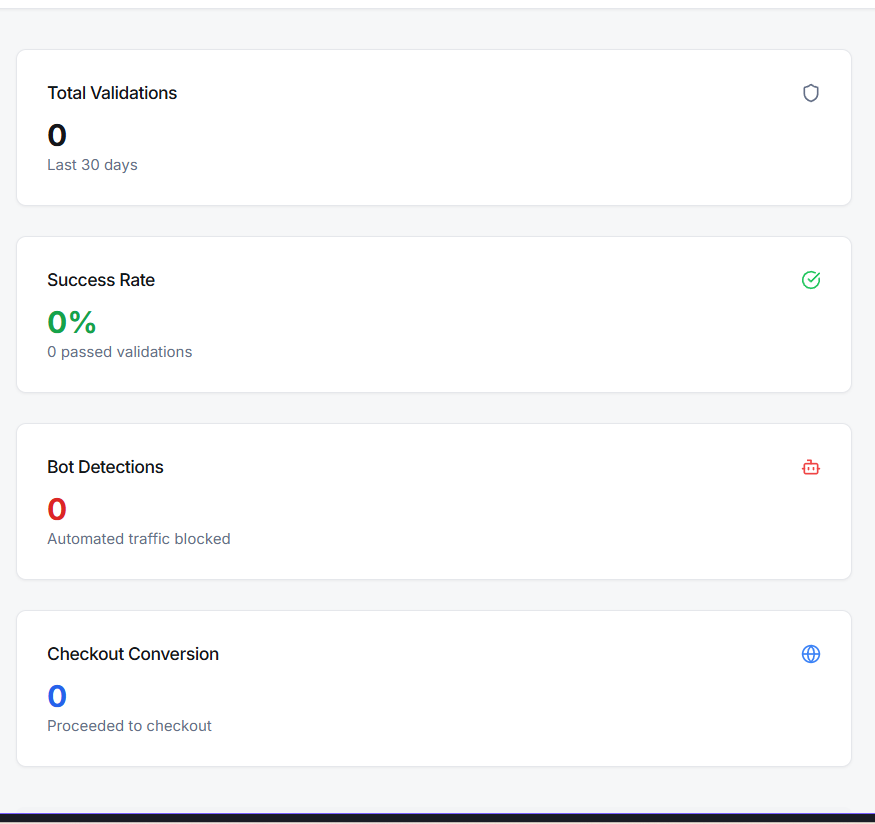 Total Validations
0
Last 30 days
Success Rate
0%
0 passed validations
Bot Detections
0
Automated traffic blocked
Checkout Conversion
0
Proceeded to checkout